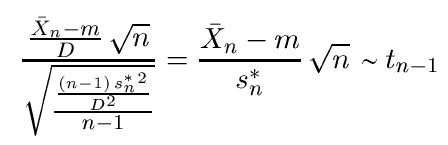 $$\frac{\frac{\bar{X}_n - m}{D}\sqrt{n}}{\sqrt{\frac{\frac{(n-1)\,s_n^{*\,2}}{D^2}}{n-1}}} = \frac{\bar{X}_n - m}{s_n^*}\sqrt{n} \sim t_{n-1}$$